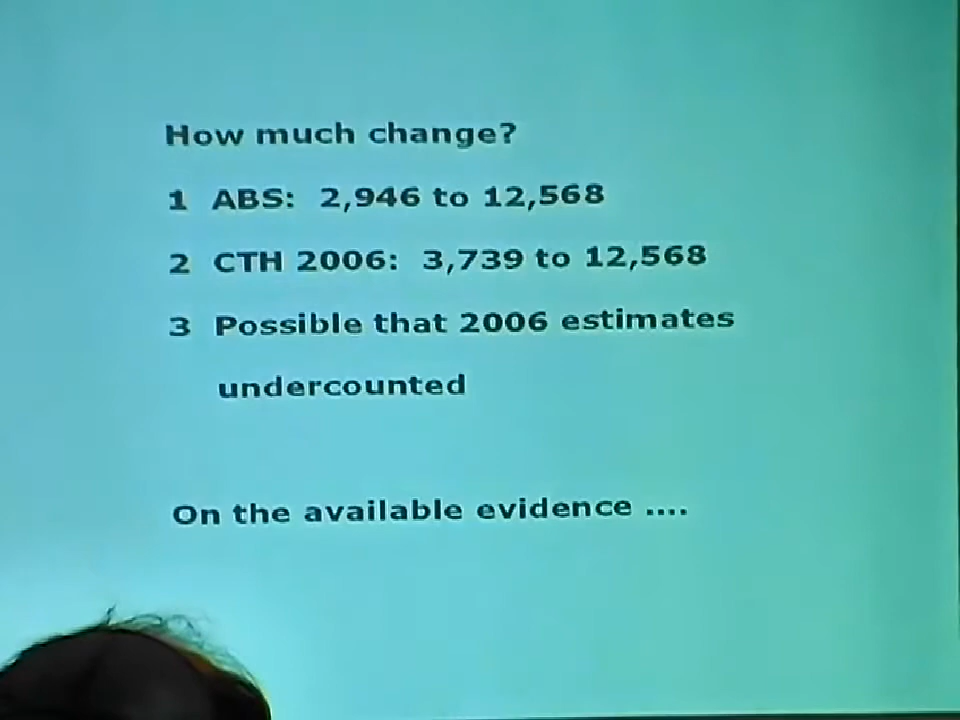 How much change?
1 ABS: 2,946 to 12,568
2 CTH 2006: 3,739 to 12,568
3 Possible that 2006 estimates
undercounted
On the available evidence ....